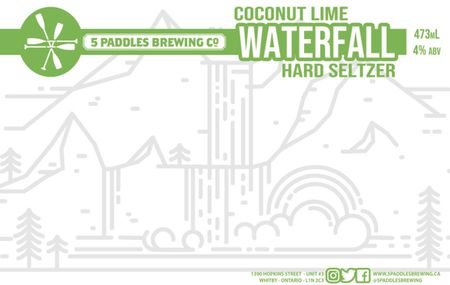 COCONUT LIME
5 PADDLES BREWING CO
WATERFALL
473ML
4% ABV
HARD SELTZER
1390 HOPKINS STREET - UNIT #3
WHITBY - ONTARIO - L1N 2C3
WWW.5PADDLESBREWING.CA
@5PADDLESBREWING